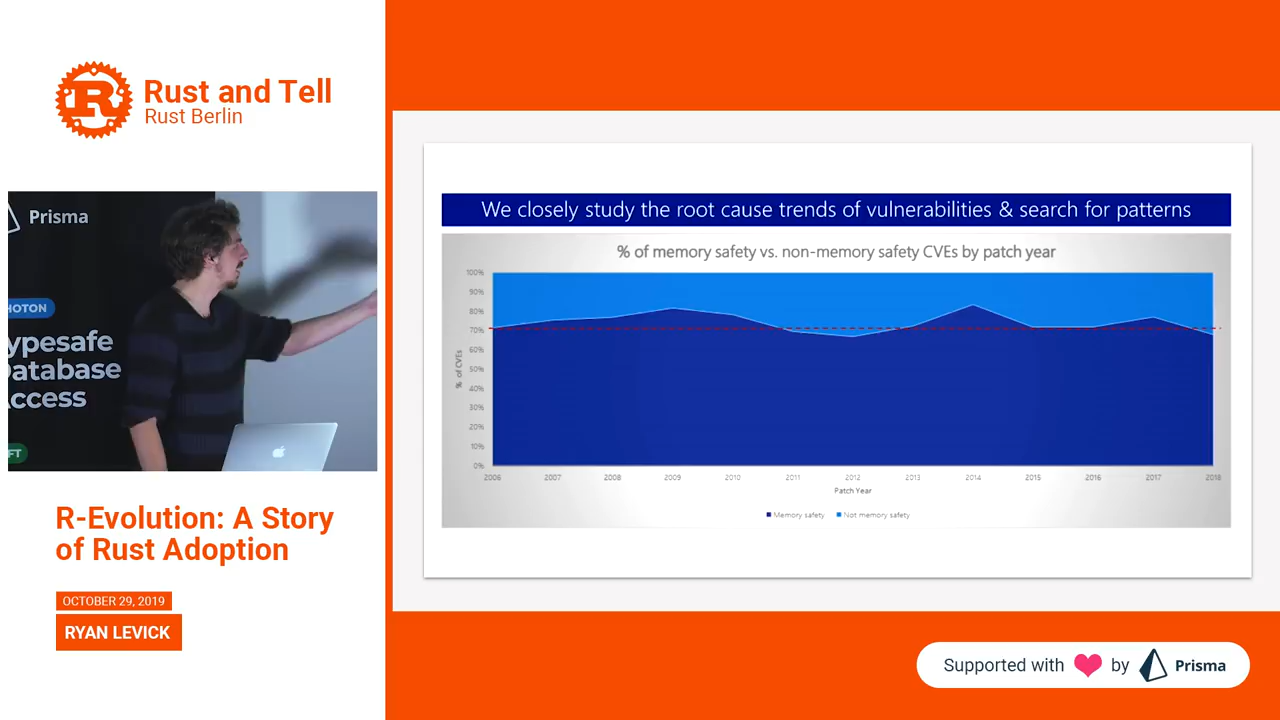 Rust and Tell
Rust Berlin
Prisma
HOTON
ypesafe
Database
Access
FT
R-Evolution: A Story
of Rust Adoption
OCTOBER 29, 2019
RYAN LEVICK
We closely study the root cause trends of vulnerabilities & search for patterns
% of memory safety vs. non-memory safety CVEs by patch year
100%
90%
80%
70%
60%
50%
40%
30%
20%
10%
0%
% of CVEs
2006 2007 2008 2009 2010 2011 2012 2013 2014 2015 2016 2017 2018
Patch Year
Memory safety Not memory safety
Supported with by Prisma